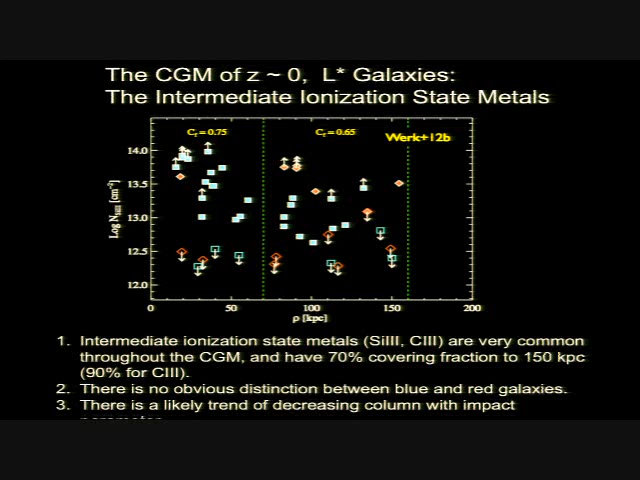 The CGM of z ~ 0, L* Galaxies:
The Intermediate Ionization State Metals
C_f = 0.75
C_f = 0.65
Werk+12b
14.0
13.5
13.0
12.5
12.0
Log N_SiIII [cm⁻²]
0
50
100
150
200
ρ [kpc]
1. Intermediate ionization state metals (SiIII, CIII) are very common
throughout the CGM, and have 70% covering fraction to 150 kpc
(90% for CIII).
2. There is no obvious distinction between blue and red galaxies.
3. There is a likely trend of decreasing column with impact